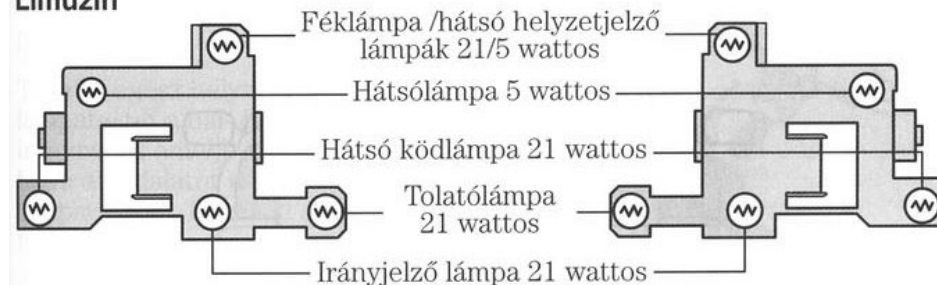 Limuzin
Féklámpa /hátsó helyzetjelző
lámpák 21/5 wattos
Hátsólámpa 5 wattos
Hátsó ködlámpa 21 wattos
Tolatólámpa
21 wattos
Irányjelző lámpa 21 wattos